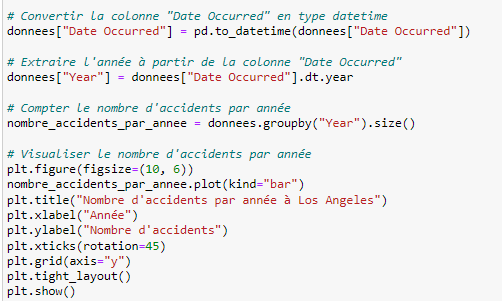 # Convertir la colonne "Date Occurred" en type datetime
donnees["Date Occurred"] = pd.to_datetime(donnees["Date Occurred"])
# Extraire l'année à partir de la colonne "Date Occurred"
donnees["Year"] = donnees["Date Occurred"].dt.year
# Compter le nombre d'accidents par année
nombre_accidents_par_annee = donnees.groupby("Year").size()
# Visualiser le nombre d'accidents par année
plt.figure(figsize=(10, 6))
nombre_accidents_par_annee.plot(kind="bar")
plt.title("Nombre d'accidents par année à Los Angeles")
plt.xlabel("Année")
plt.ylabel("Nombre d'accidents")
plt.xticks(rotation=45)
plt.grid(axis="y")
plt.tight_layout()
plt.show()